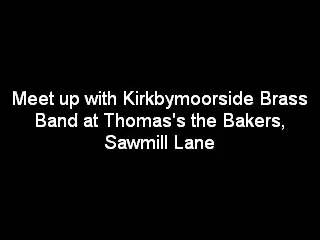 Meet up with Kirkbymoorside Brass
Band at Thomas's the Bakers,
Sawmill Lane